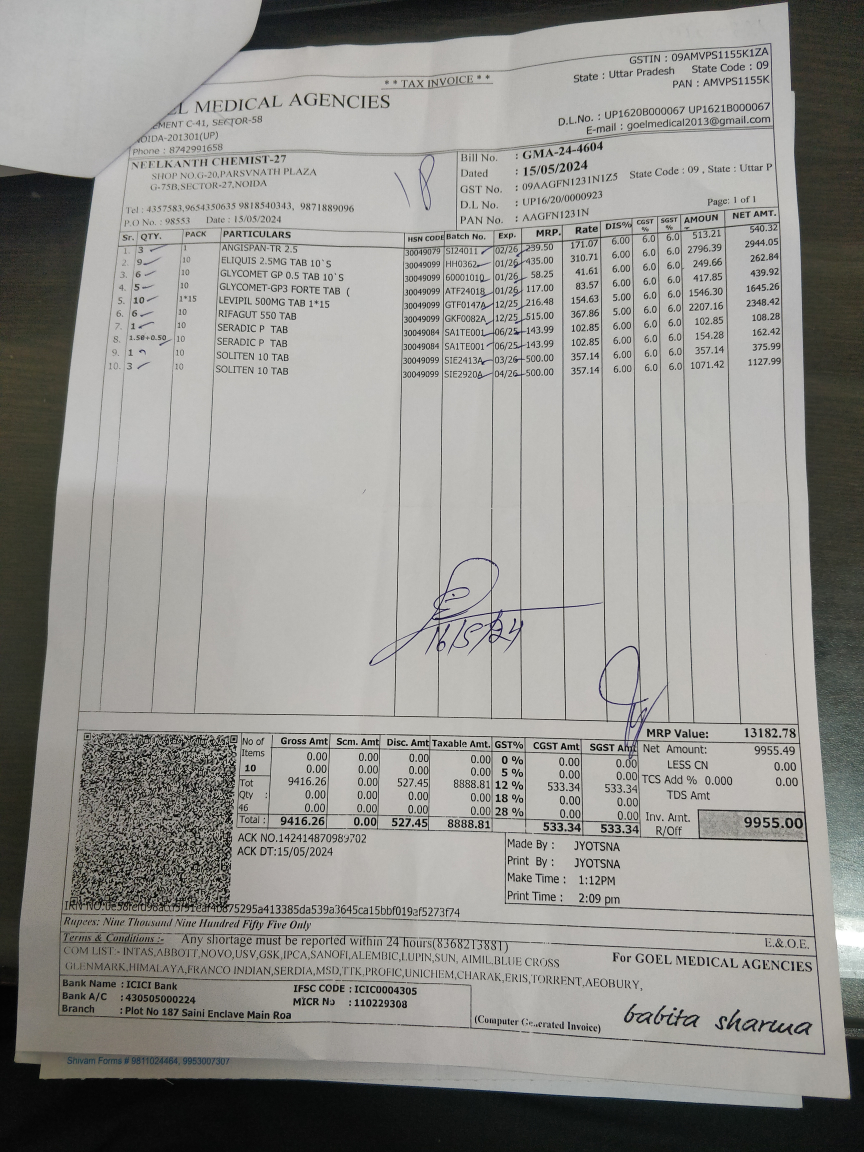 * * TAX INVOICE * *
GSTIN : 09AMVPS1155K1ZA
State : Uttar Pradesh State Code : 09
PAN : AMVPS1155K
EL MEDICAL AGENCIES
EMENT C-41, SECTOR-58
OIDA-201301(UP)
Phone : 8742991658
D.L.No. : UP1620B000067 UP1621B000067
E-mail : goelmedical2013@gmail.com
NEELKANTH CHEMIST-27
SHOP NO.G-20,PARSVNATH PLAZA
G-75B,SECTOR-27,NOIDA
Tel : 4357583,9654350635 9818540343, 9871889096
P.O No. : 98553 Date : 15/05/2024
18
Bill No. : GMA-24-4604
Dated : 15/05/2024
GST No. : 09AAGFN1231N1Z5 State Code : 09 , State : Uttar P
D.L No. : UP16/20/0000923
PAN No. : AAGFN1231N
Page: 1 of 1
Sr. QTY. PACK PARTICULARS HSN CODE Batch No. Exp. MRP. Rate DIS% CGST % SGST % AMOUN NET AMT.
1. 3 1 ANGISPAN-TR 2.5 30049079 SI24011 02/26 239.50 171.07 6.00 6.0 6.0 513.21 540.32
2. 9 10 ELIQUIS 2.5MG TAB 10`S 30049099 HH0362 01/26 435.00 310.71 6.00 6.0 6.0 2796.39 2944.05
3. 6 10 GLYCOMET GP 0.5 TAB 10`S 30049099 60001010 01/26 58.25 41.61 6.00 6.0 6.0 249.66 262.84
4. 5 10 GLYCOMET-GP3 FORTE TAB ( 30049099 ATF24018 01/26 117.00 83.57 6.00 6.0 6.0 417.85 439.92
5. 10 1*15 LEVIPIL 500MG TAB 1*15 30049099 GTF0147A 12/25 216.48 154.63 5.00 6.0 6.0 1546.30 1645.26
6. 6 10 RIFAGUT 550 TAB 30049099 GKF0082A 12/25 515.00 367.86 5.00 6.0 6.0 2207.16 2348.42
7. 1 10 SERADIC P TAB 30049084 SA1TE001 06/25 143.99 102.85 6.00 6.0 6.0 102.85 108.28
8. 1.50+0.50 10 SERADIC P TAB 30049084 SA1TE001 06/25 143.99 102.85 6.00 6.0 6.0 154.28 162.42
9. 1 10 SOLITEN 10 TAB 30049099 SIE2413A 03/26 500.00 357.14 6.00 6.0 6.0 357.14 375.99
10. 3 10 SOLITEN 10 TAB 30049099 SIE2920A 04/26 500.00 357.14 6.00 6.0 6.0 1071.42 1127.99
16/5/24
No of Items 10 Tot Qty : 46
Gross Amt Scm. Amt Disc. Amt Taxable Amt. GST% CGST Amt SGST Amt
0.00 0.00 0.00 0.00 0 % 0.00 0.00
0.00 0.00 0.00 0.00 5 % 0.00 0.00
9416.26 0.00 527.45 8888.81 12 % 533.34 533.34
0.00 0.00 0.00 0.00 18 % 0.00 0.00
0.00 0.00 0.00 0.00 28 % 0.00 0.00
Total : 9416.26 0.00 527.45 8888.81 533.34 533.34
MRP Value: 13182.78
Net Amount: 9955.49
LESS CN 0.00
TCS Add % 0.000 0.00
TDS Amt
Inv. Amt. 9955.00
R/Off
ACK NO.142414870989702
ACK DT:15/05/2024
Made By : JYOTSNA
Print By : JYOTSNA
Make Time : 1:12PM
Print Time : 2:09 pm
Rupees: Nine Thousand Nine Hundred Fifty Five Only
Terms & Conditions :- Any shortage must be reported within 24 hours(8368213881) E.&.O.E.
COM LIST:- INTAS,ABBOTT,NOVO,USV,GSK,IPCA,SANOFI,ALEMBIC,LUPIN,SUN, AIMIL,BLUE CROSS
GLENMARK,HIMALAYA,FRANCO INDIAN,SERDIA,MSD,TTK,PROFIC,UNICHEM,CHARAK,ERIS,TORRENT,AEOBURY,
For GOEL MEDICAL AGENCIES
Bank Name : ICICI Bank IFSC CODE : ICIC0004305
Bank A/C : 430505000224 MICR No : 110229308
Branch : Plot No 187 Saini Enclave Main Roa
(Computer Generated Invoice)
babita sharma
Shivam Forms # 9811024464, 9953007307